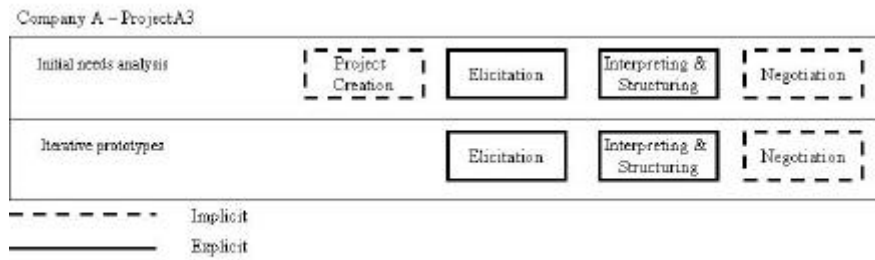 Company A – ProjectA3
Initial needs analysis
Project
Creation
Elicitation
Interpreting &
Structuring
Negotiation
Iterative prototypes
Elicitation
Interpreting &
Structuring
Negotiation
Implicit
Explicit